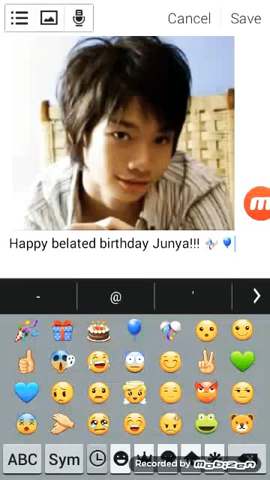 Cancel Save
Happy belated birthday Junya!!! 🎊🎈
- @ '
ABC Sym
Recorded by mobizen